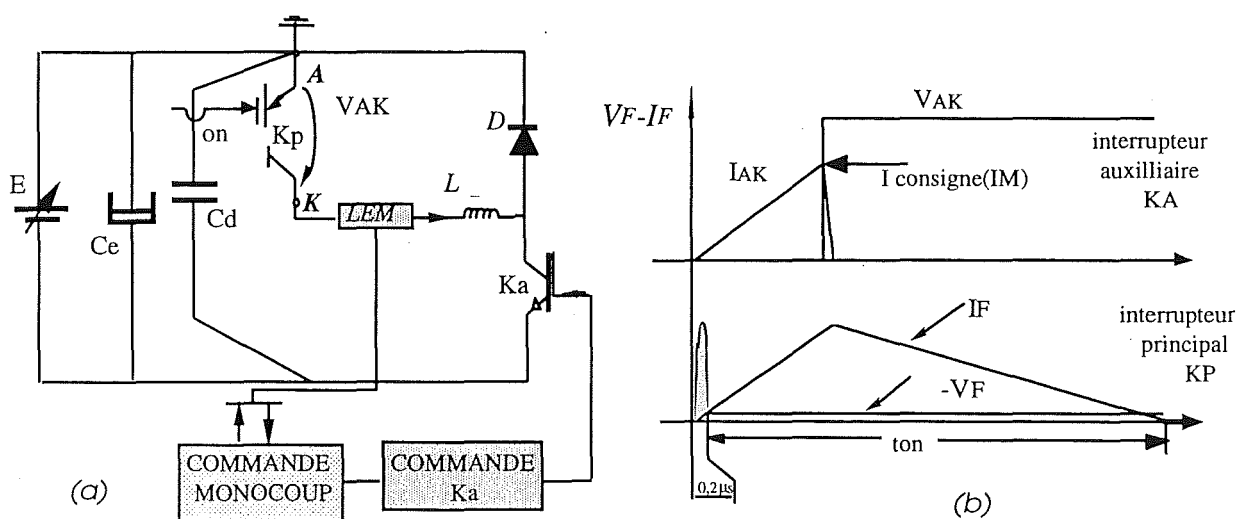 A
VAK
on
Kp
D
E
Ce
Cd
K
LEM
L
Ka
COMMANDE
MONOCOUP
COMMANDE
Ka
(a)
VF-IF
VAK
interrupteur
auxilliaire
KA
IAK
I consigne(IM)
IF
interrupteur
principal
KP
-VF
ton
0,2µs
(b)